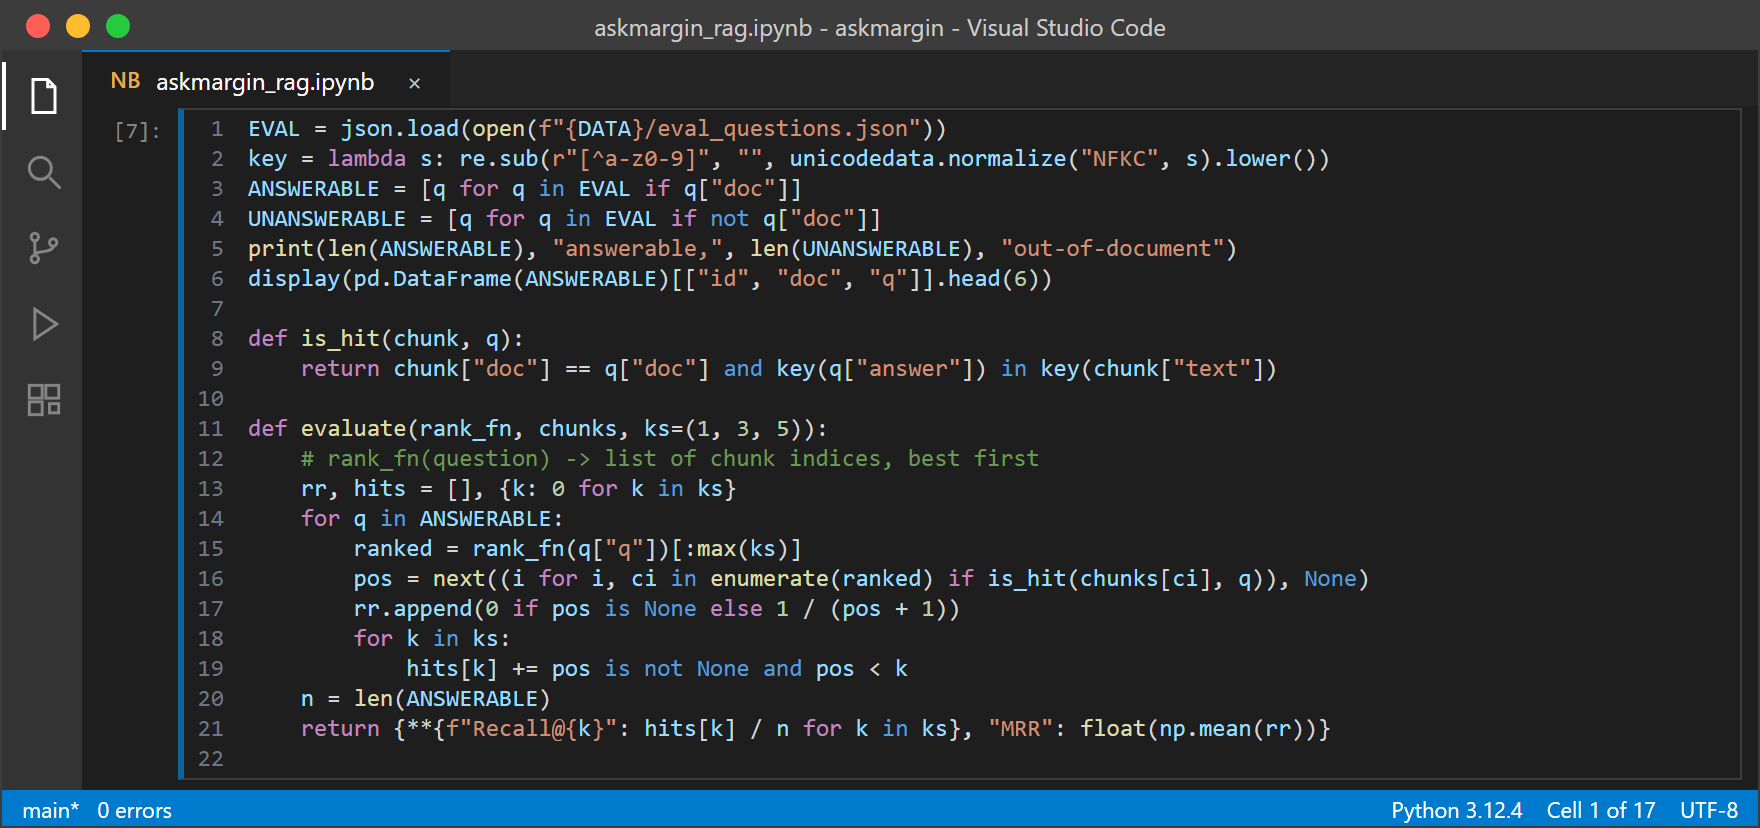 askmargin_rag.ipynb - askmargin - Visual Studio Code
NB askmargin_rag.ipynb ×
[7]:
1 EVAL = json.load(open(f"{DATA}/eval_questions.json"))
2 key = lambda s: re.sub(r"[^a-z0-9]", "", unicodedata.normalize("NFKC", s).lower())
3 ANSWERABLE = [q for q in EVAL if q["doc"]]
4 UNANSWERABLE = [q for q in EVAL if not q["doc"]]
5 print(len(ANSWERABLE), "answerable,", len(UNANSWERABLE), "out-of-document")
6 display(pd.DataFrame(ANSWERABLE)[["id", "doc", "q"]].head(6))
7
8 def is_hit(chunk, q):
9     return chunk["doc"] == q["doc"] and key(q["answer"]) in key(chunk["text"])
10
11 def evaluate(rank_fn, chunks, ks=(1, 3, 5)):
12     # rank_fn(question) -> list of chunk indices, best first
13     rr, hits = [], {k: 0 for k in ks}
14     for q in ANSWERABLE:
15         ranked = rank_fn(q["q"])[:max(ks)]
16         pos = next((i for i, ci in enumerate(ranked) if is_hit(chunks[ci], q)), None)
17         rr.append(0 if pos is None else 1 / (pos + 1))
18         for k in ks:
19             hits[k] += pos is not None and pos < k
20     n = len(ANSWERABLE)
21     return {**{f"Recall@{k}": hits[k] / n for k in ks}, "MRR": float(np.mean(rr))}
22
main* 0 errors Python 3.12.4 Cell 1 of 17 UTF-8